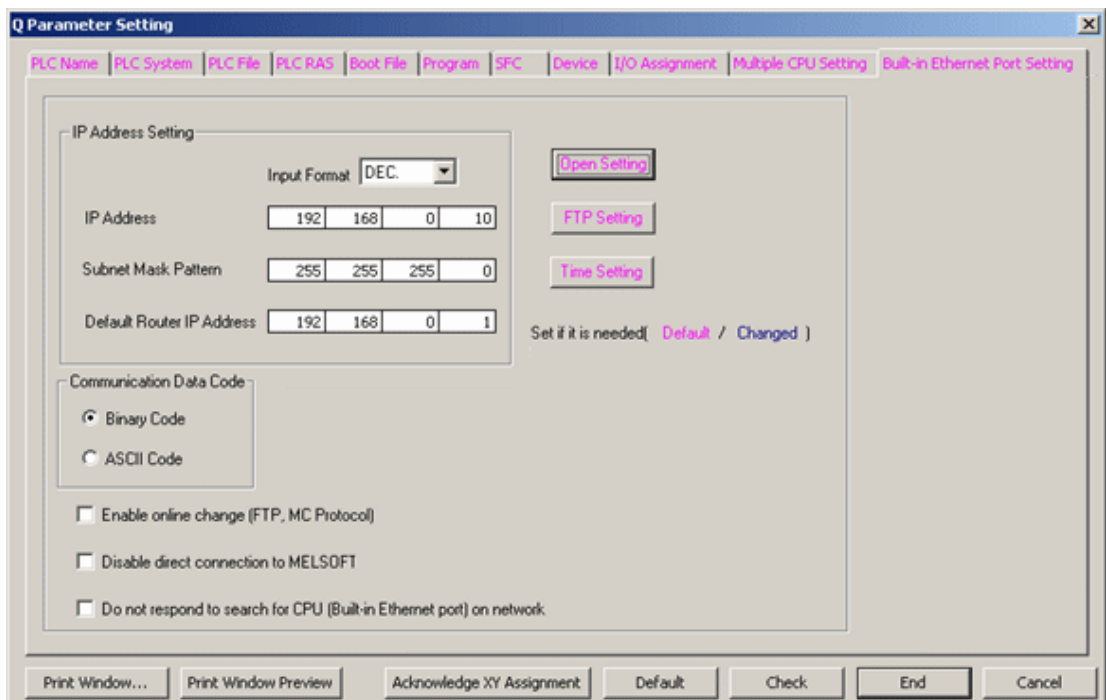 Q Parameter Setting
PLC Name PLC System PLC File PLC RAS Boot File Program SFC Device I/O Assignment Multiple CPU Setting Built-in Ethernet Port Setting
IP Address Setting
Input Format DEC.
Open Setting
IP Address 192 168 0 10
FTP Setting
Subnet Mask Pattern 255 255 255 0
Time Setting
Default Router IP Address 192 168 0 1
Set if it is needed( Default / Changed )
Communication Data Code
Binary Code
ASCII Code
Enable online change (FTP, MC Protocol)
Disable direct connection to MELSOFT
Do not respond to search for CPU (Built-in Ethernet port) on network
Print Window... Print Window Preview Acknowledge XY Assignment Default Check End Cancel